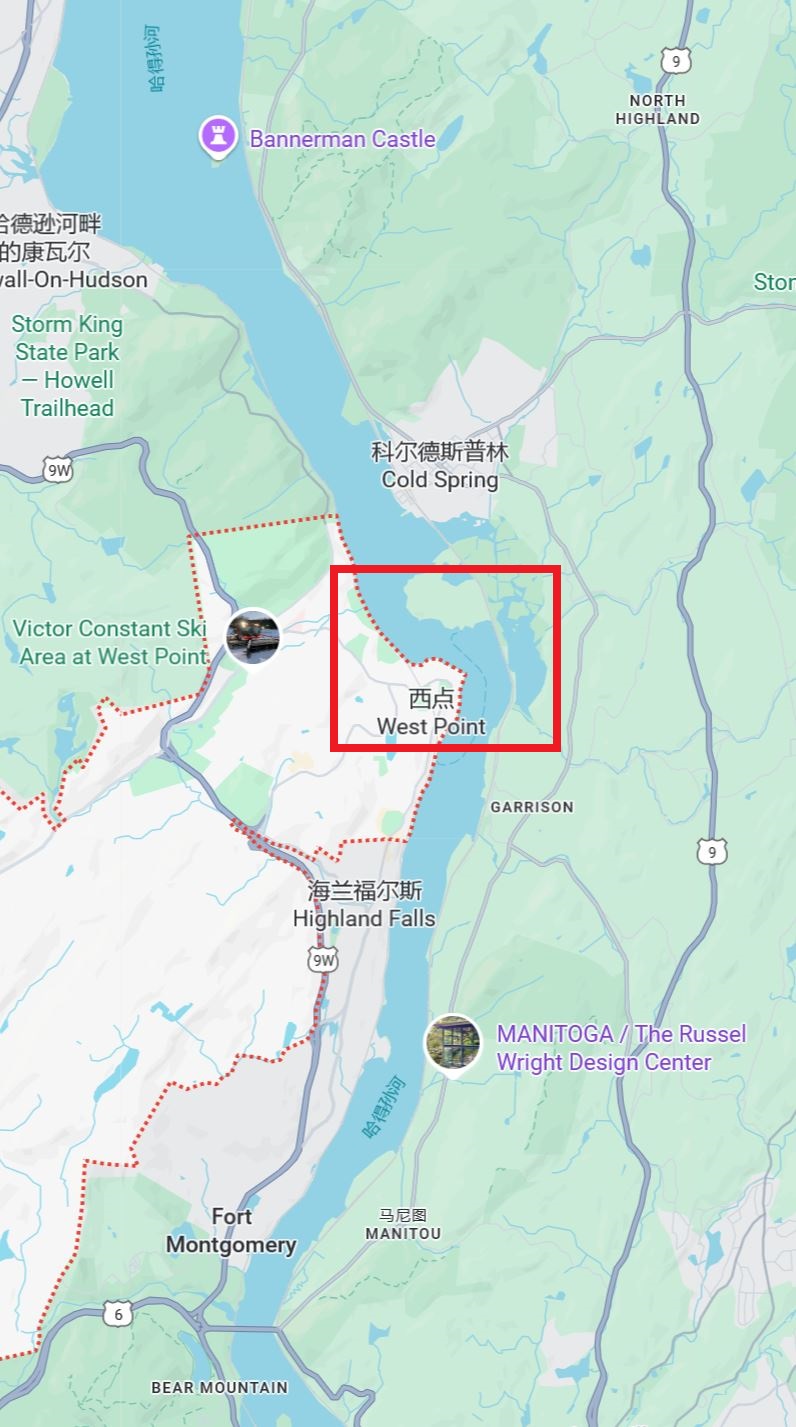 哈得孙河
9
NORTH
HIGHLAND
Bannerman Castle
哈德逊河畔
的康瓦尔
wall-On-Hudson
Stor
Storm King
State Park
— Howell
Trailhead
科尔德斯普林
Cold Spring
9W
Victor Constant Ski
Area at West Point
西点
West Point
GARRISON
9
海兰福尔斯
Highland Falls
9W
MANITOGA / The Russel
Wright Design Center
哈得孙河
马尼图
MANITOU
Fort
Montgomery
6
BEAR MOUNTAIN